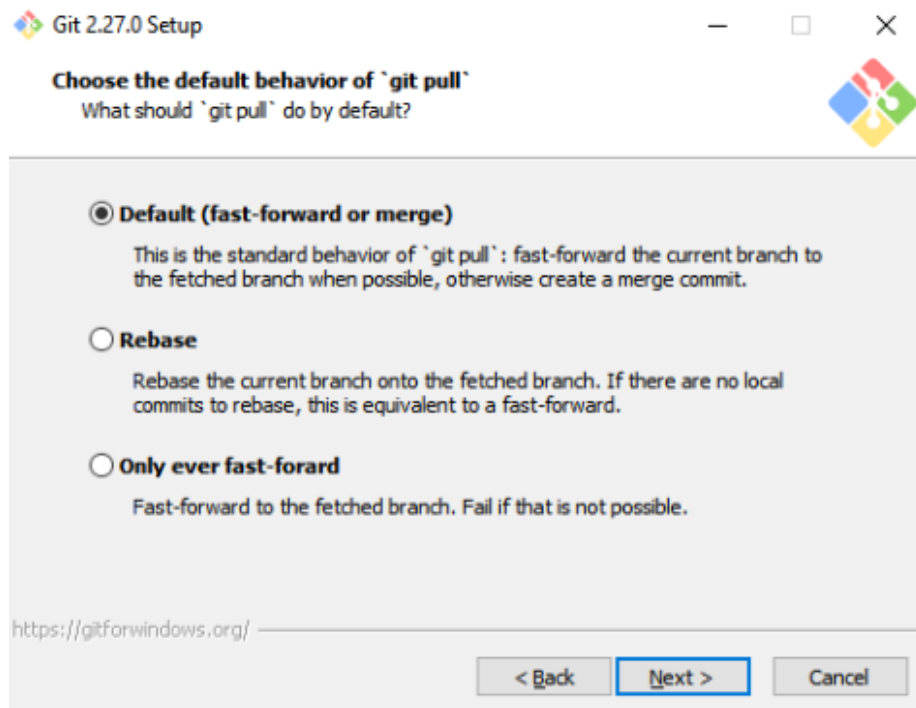 Git 2.27.0 Setup
Choose the default behavior of `git pull`
What should `git pull` do by default?
Default (fast-forward or merge)
This is the standard behavior of `git pull`: fast-forward the current branch to
the fetched branch when possible, otherwise create a merge commit.
Rebase
Rebase the current branch onto the fetched branch. If there are no local
commits to rebase, this is equivalent to a fast-forward.
Only ever fast-forard
Fast-forward to the fetched branch. Fail if that is not possible.
https://gitforwindows.org/
< Back
Next >
Cancel